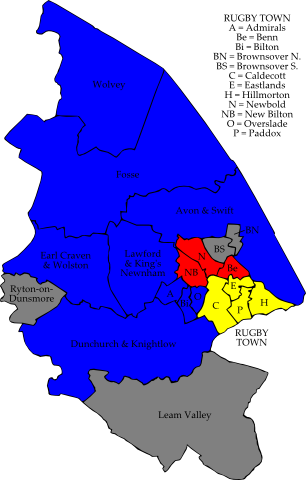 RUGBY TOWN
A = Admirals
Be = Benn
Bi = Bilton
BN = Brownsover N.
BS = Brownsover S.
C = Caldecott
E = Eastlands
H = Hillmorton
N = Newbold
NB = New Bilton
O = Overslade
P = Paddox
Wolvey
Fosse
Avon & Swift
BN
BS
N
Earl Craven
& Wolston
Lawford
& King's
Newnham
NB
Be
Ryton-on-
Dunsmore
A
Bi
O
E
C
P
H
RUGBY
TOWN
Dunchurch & Knightlow
Leam Valley